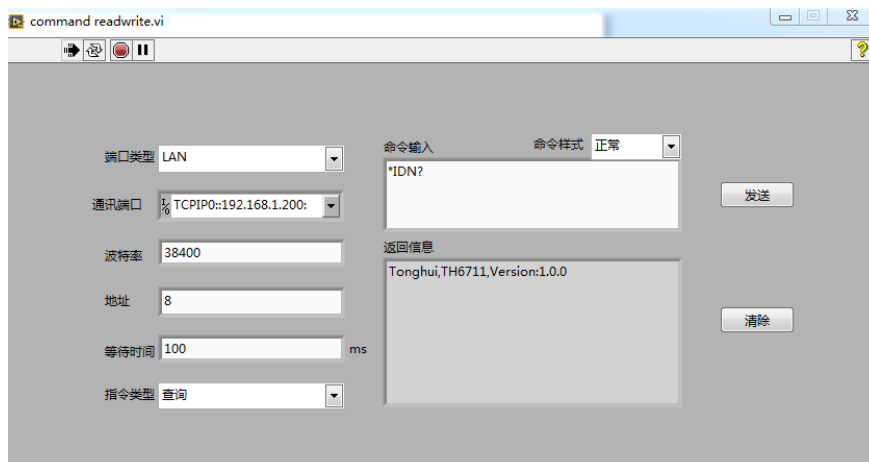 command readwrite.vi
端口类型 LAN
通讯端口 TCPIP0::192.168.1.200:
波特率 38400
地址 8
等待时间 100 ms
指令类型 查询
命令输入 命令样式 正常
*IDN?
发送
返回信息
Tonghui,TH6711,Version:1.0.0
清除